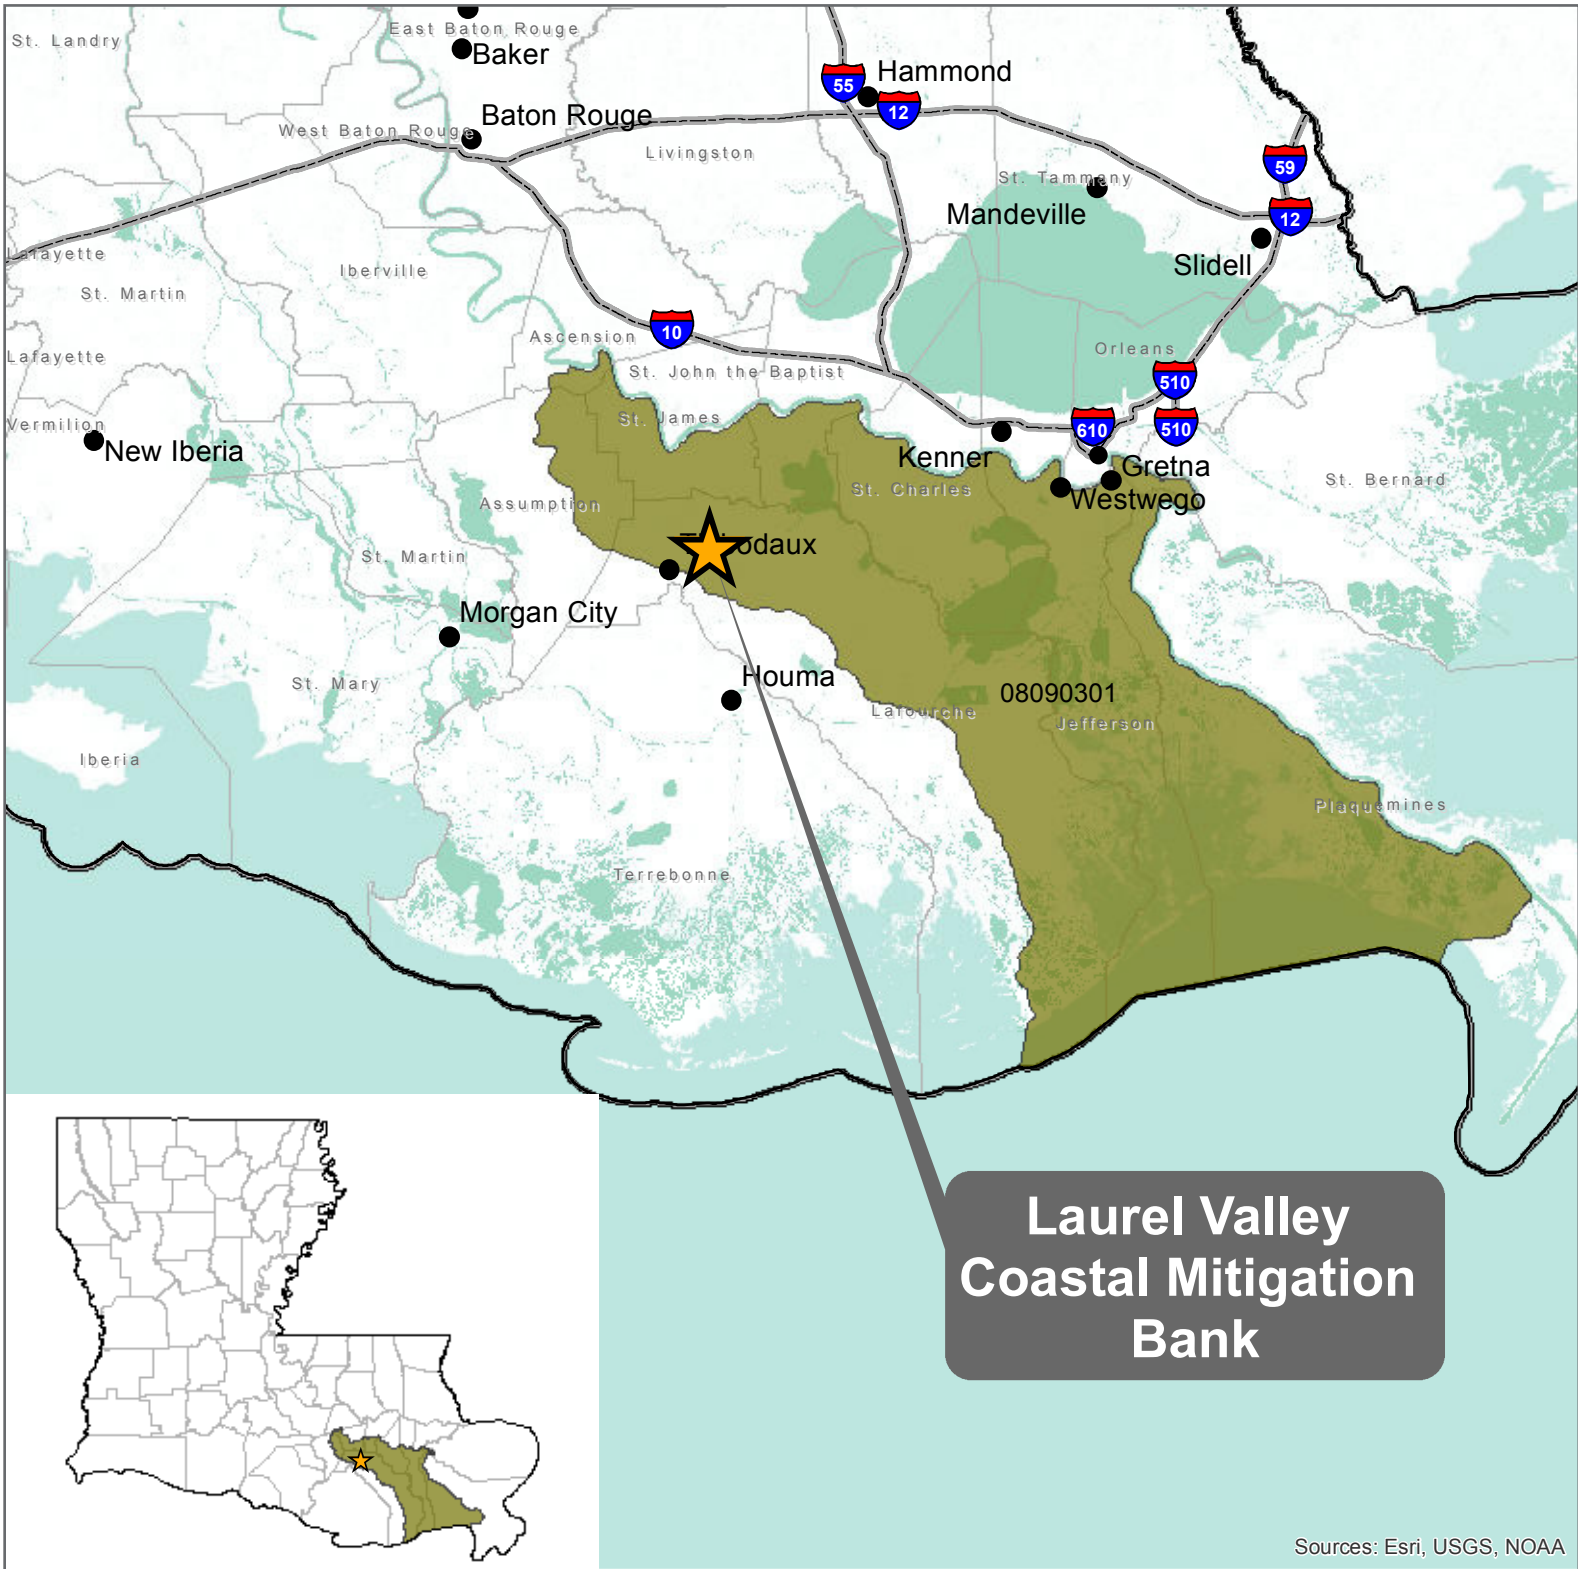 St. Landry
East Baton Rouge
Baker
55
Hammond
12
Baton Rouge
West Baton Rouge
Livingston
59
St. Tammany
Mandeville
12
Lafayette
Iberville
Slidell
St. Martin
10
Ascension
Orleans
Lafayette
St. John the Baptist
510
St. James
Vermilion
610
510
New Iberia
Kenner
Gretna
St. Charles
St. Bernard
Westwego
Assumption
St. Martin
Morgan City
St. Mary
Houma
08090301
Lafourche
Jefferson
Iberia
Plaquemines
Terrebonne
Laurel Valley
Coastal Mitigation
Bank
Sources: Esri, USGS, NOAA